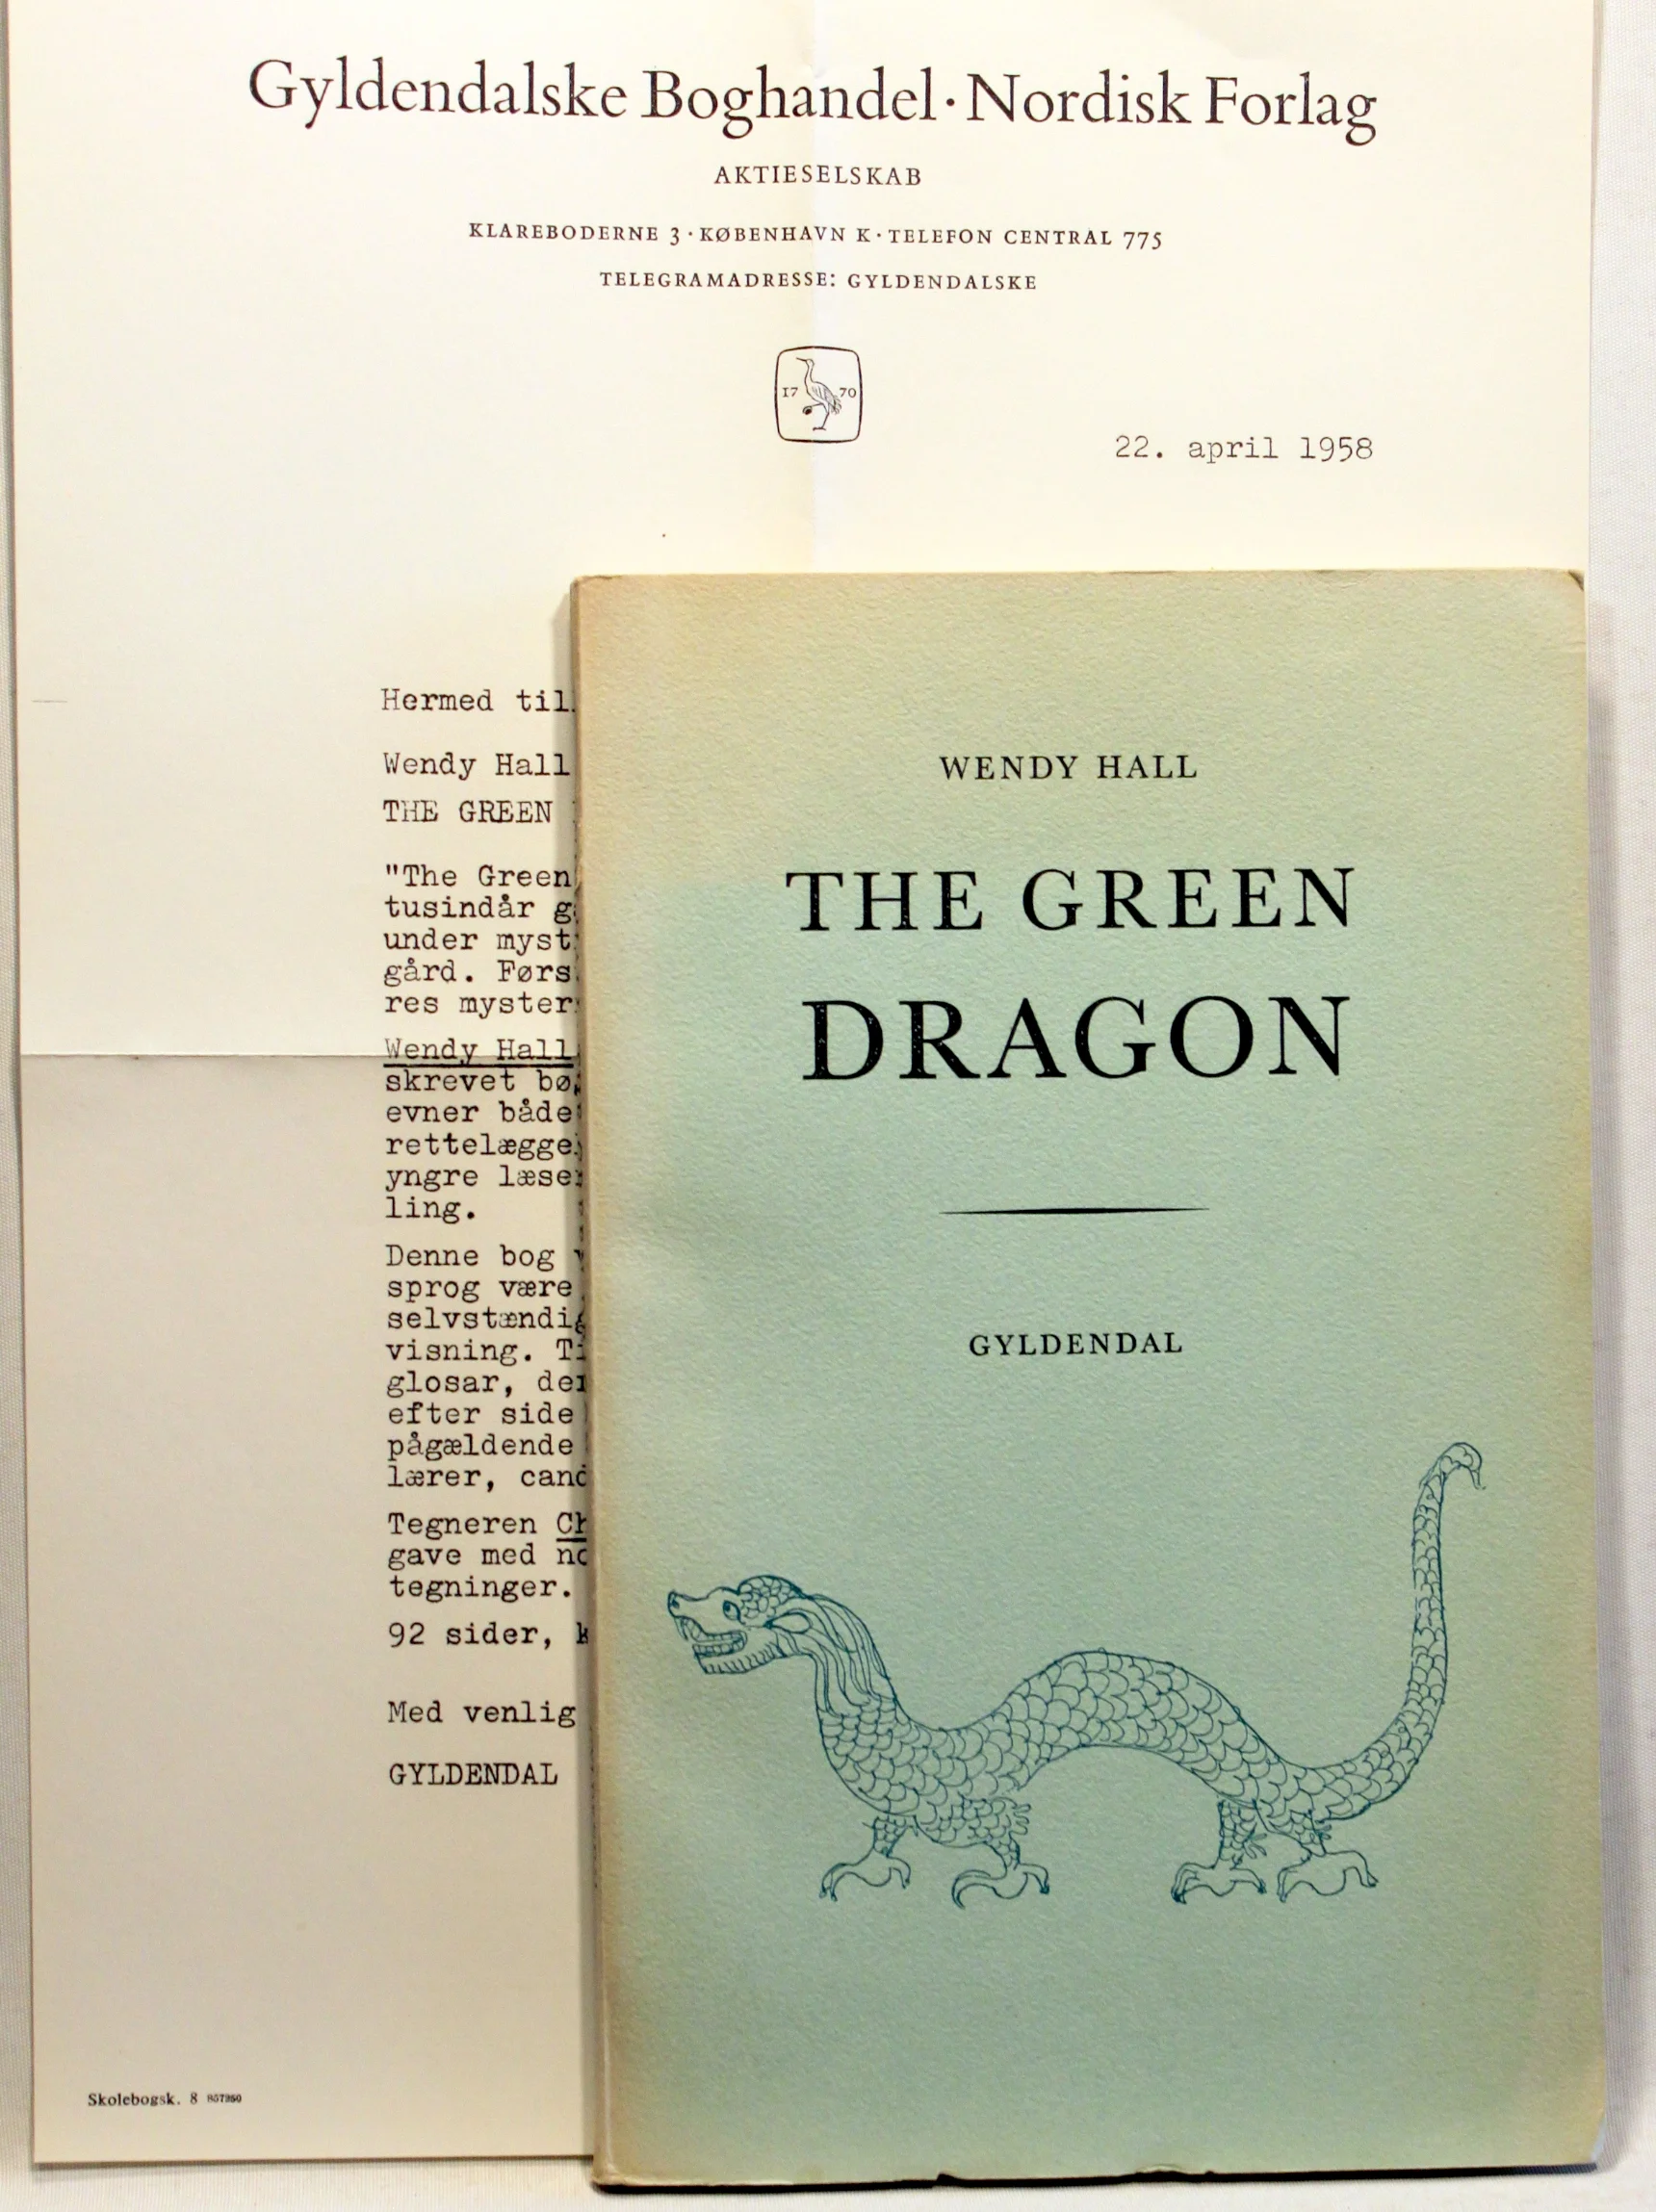 Gyldendalske Boghandel · Nordisk Forlag
AKTIESELSKAB
KLAREBODERNE 3 · KØBENHAVN K · TELEFON CENTRAL 775
TELEGRAMADRESSE: GYLDENDALSKE
17 70
22. april 1958
Hermed
Wendy Hall
THE GREEN
"The Green
tusindår
under
gård.
res
Wendy Hall
skrevet
evner både
yngre
ling.
Denne bog
sprog være
visning.
glosar,
efter side
pågældende
lærer,
Tegneren
gave med
tegninger.
92 sider,
Med venlig
GYLDENDAL
Skolebogsk. 8
WENDY HALL
THE GREEN
DRAGON
GYLDENDAL